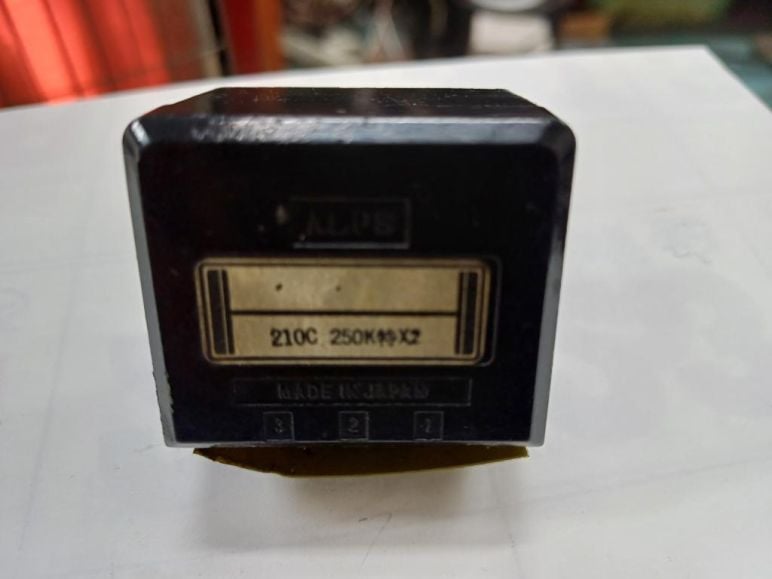 ALPS
210C 250K特X2
MADE IN JAPAN
3 2 1